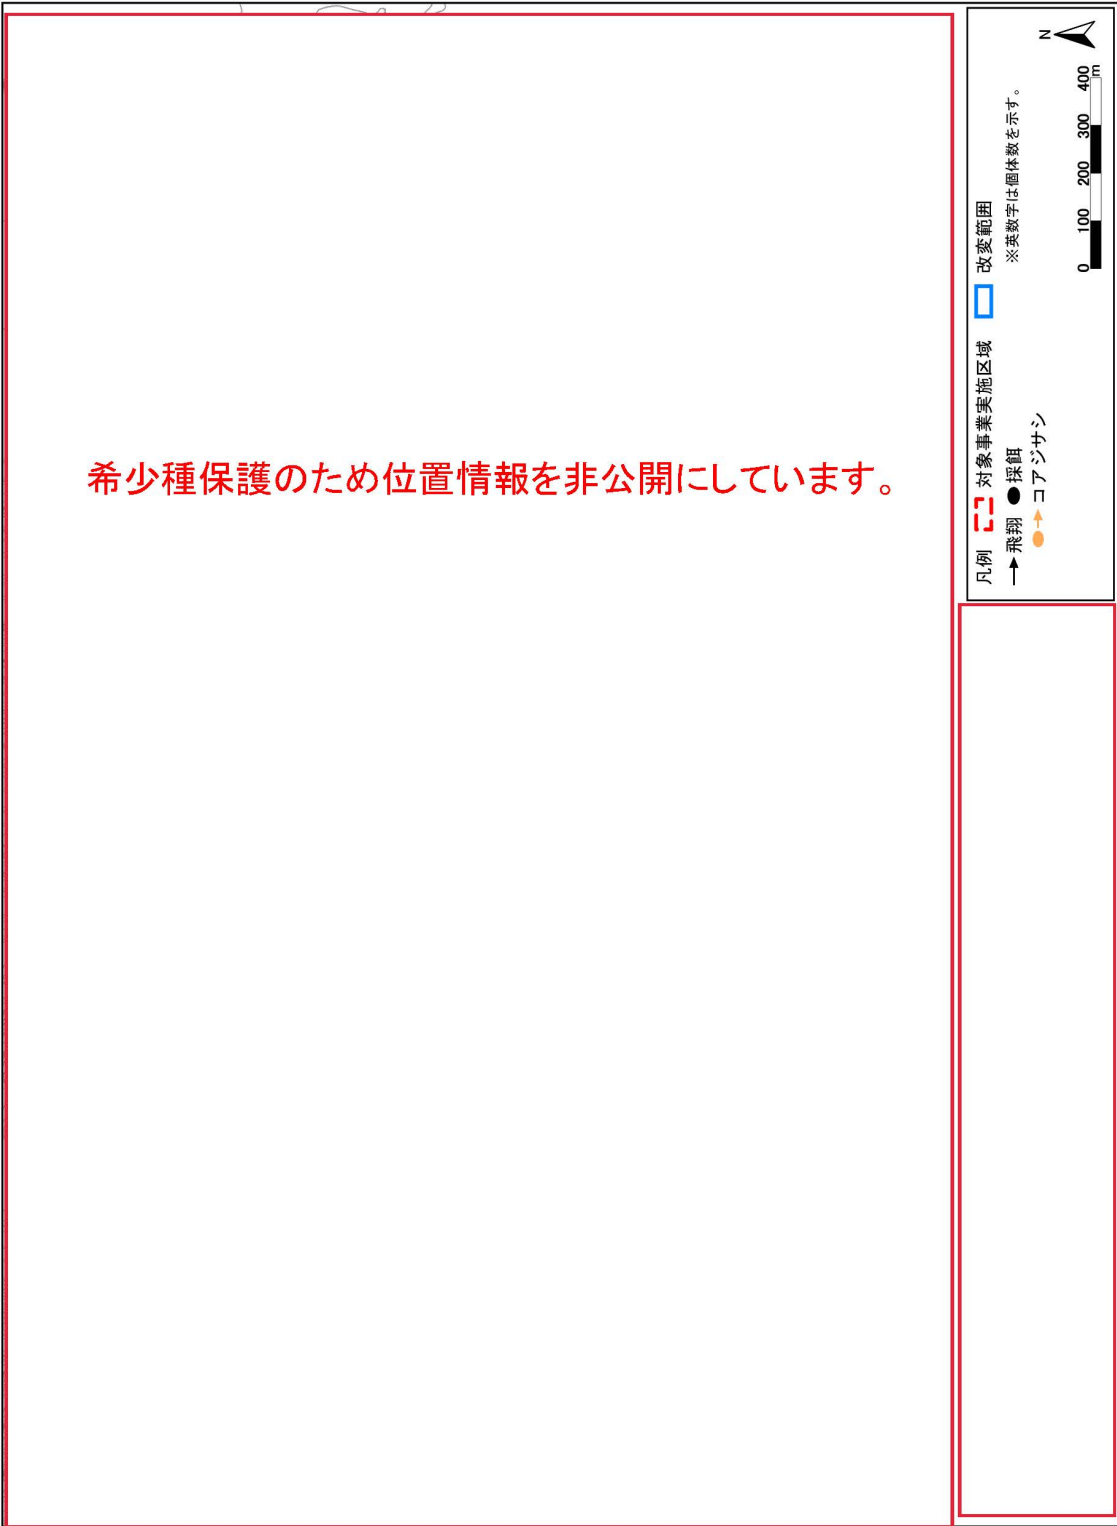 希少種保護のため位置情報を非公開にしています。
凡例 対象事業実施区域 改変範囲
飛翔 採餌 ※英数字は個体数を示す。
コアジサシ
N
0 100 200 300 400
m